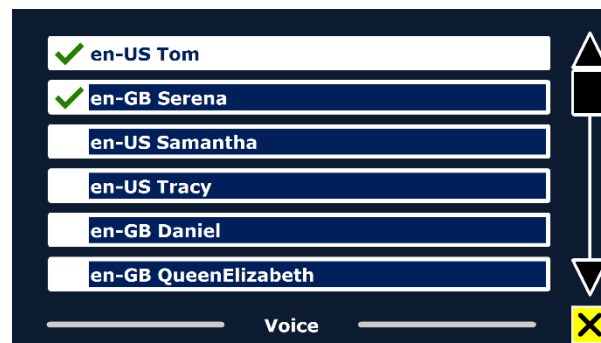 en-US Tom
en-GB Serena
en-US Samantha
en-US Tracy
en-GB Daniel
en-GB QueenElizabeth
Voice